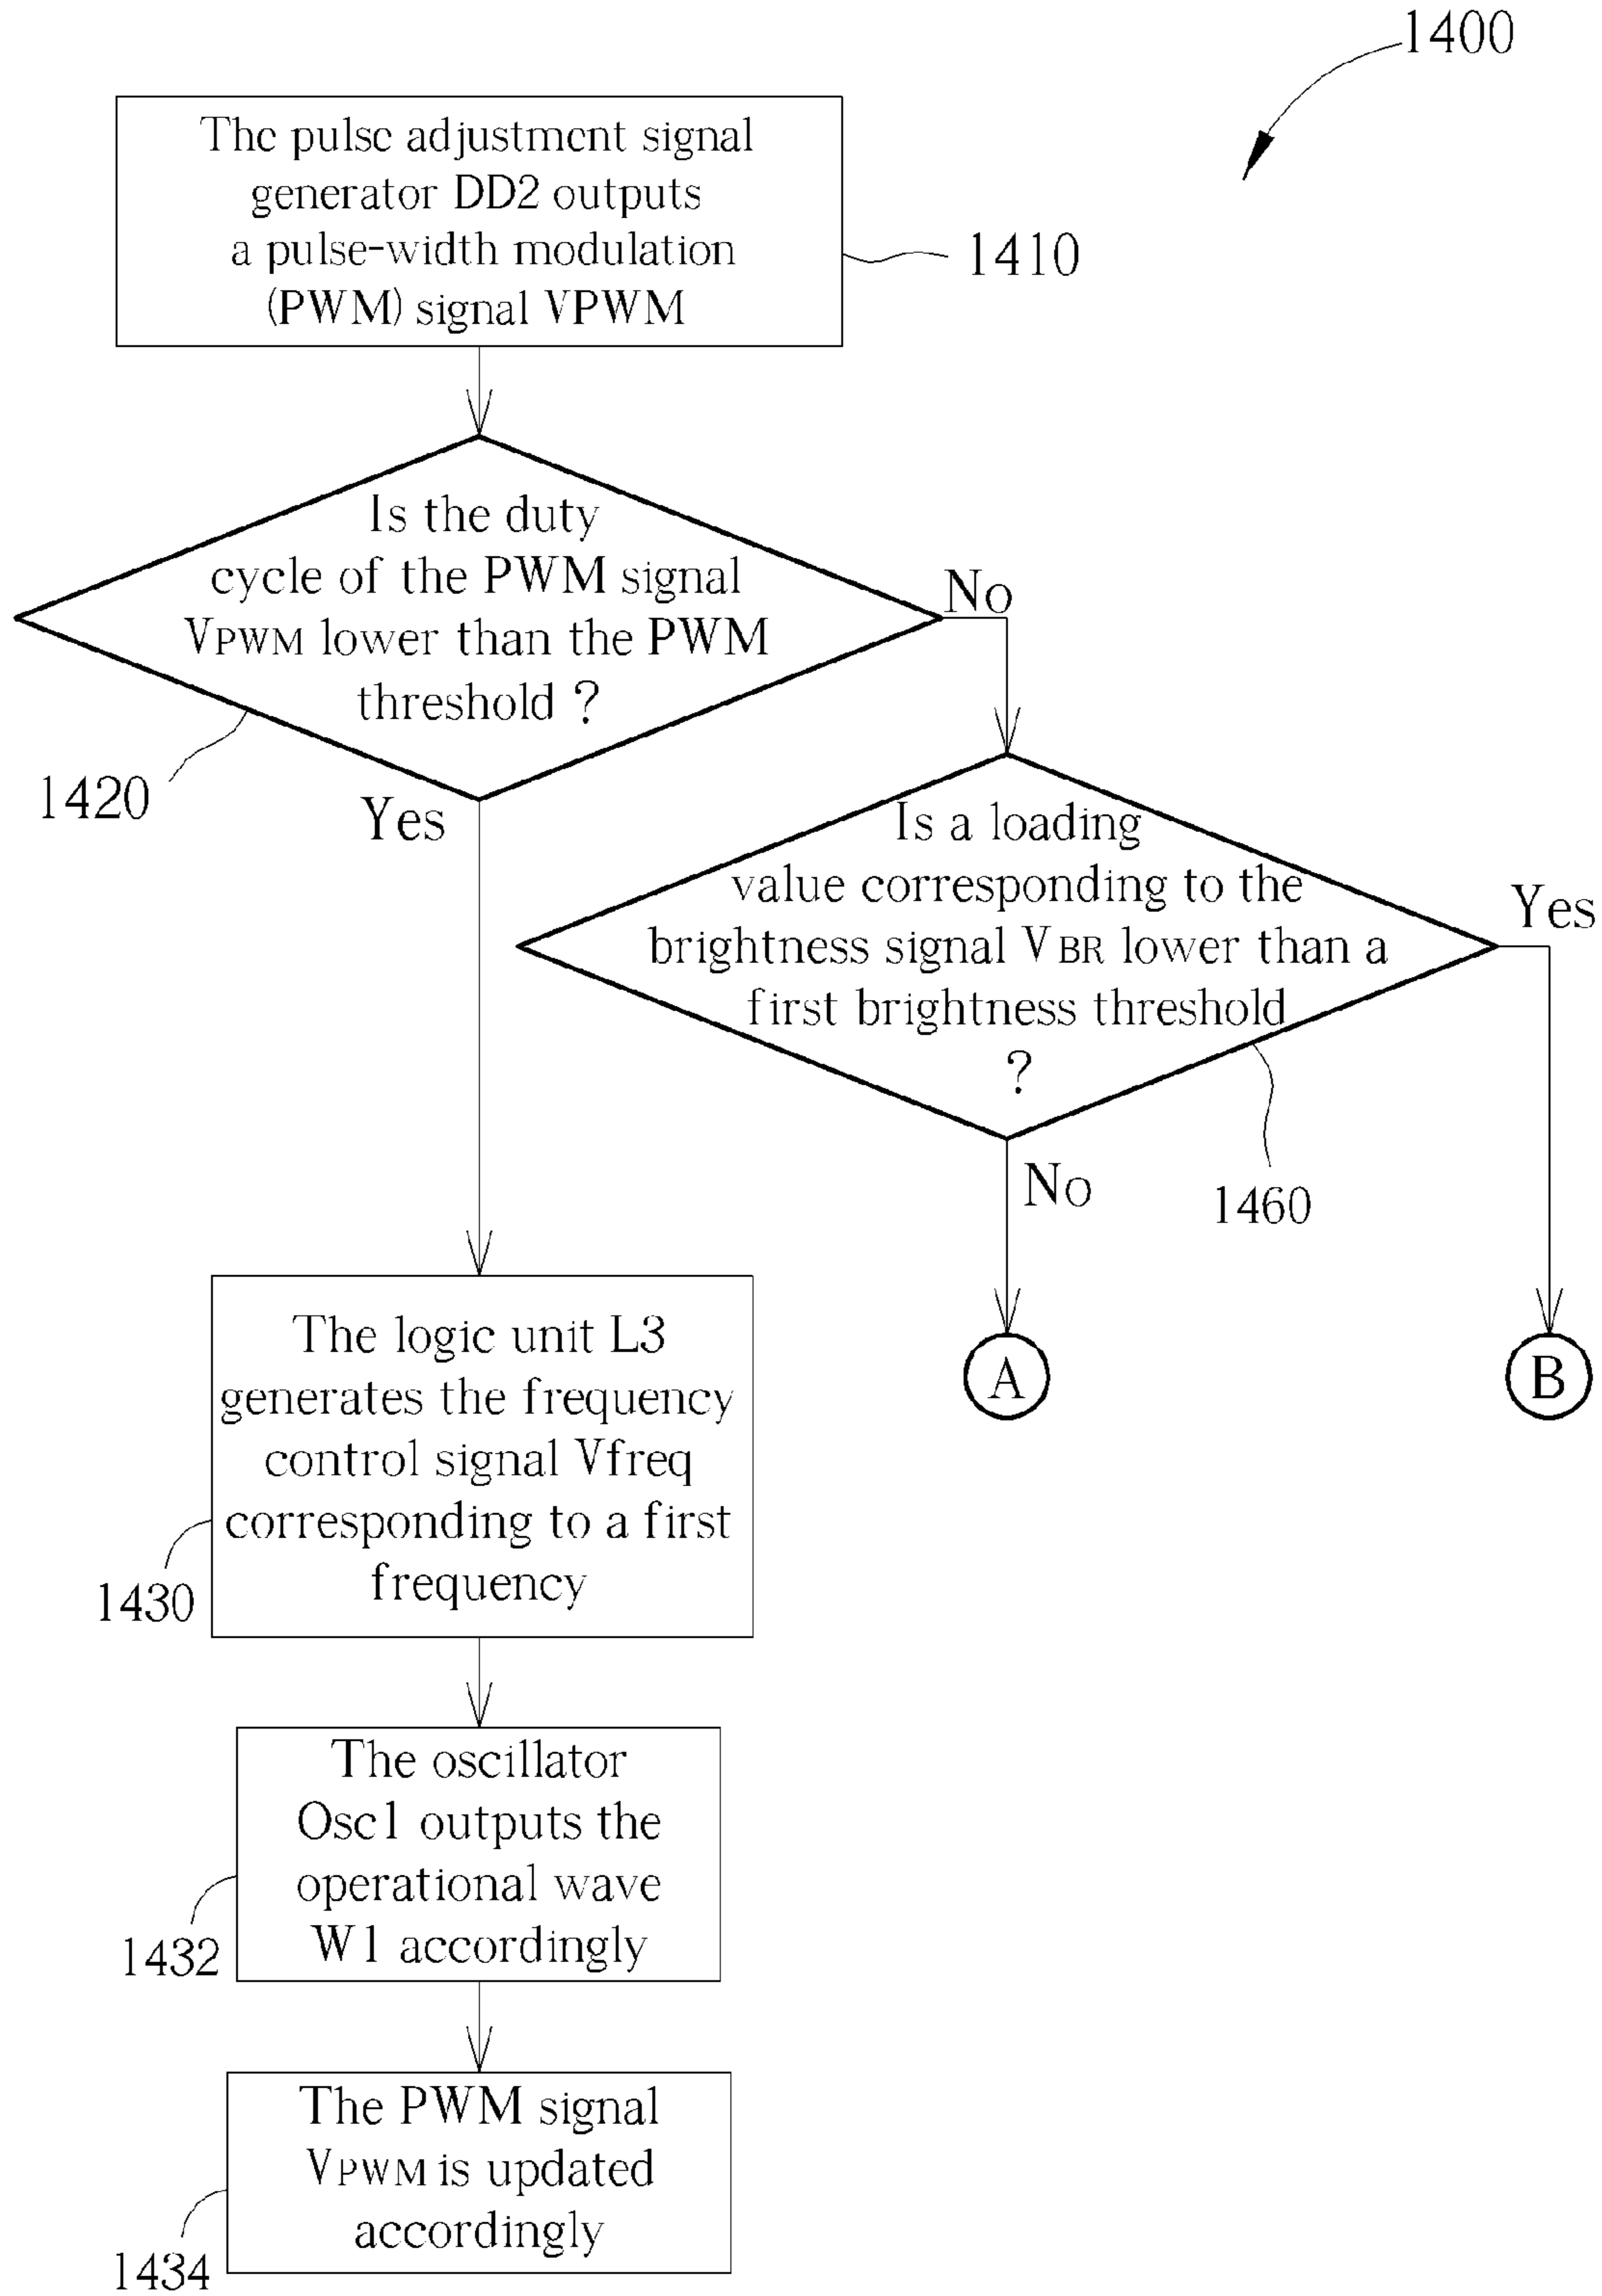 1400
The pulse adjustment signal
generator DD2 outputs
a pulse-width modulation
(PWM) signal VPWM
1410
Is the duty
cycle of the PWM signal
VPWM lower than the PWM
threshold ?
No
1420
Yes
Is a loading
value corresponding to the
brightness signal VBR lower than a
first brightness threshold
?
Yes
No
1460
A
B
The logic unit L3
generates the frequency
control signal Vfreq
corresponding to a first
frequency
1430
The oscillator
Osc1 outputs the
operational wave
W1 accordingly
1432
The PWM signal
VPWM is updated
accordingly
1434